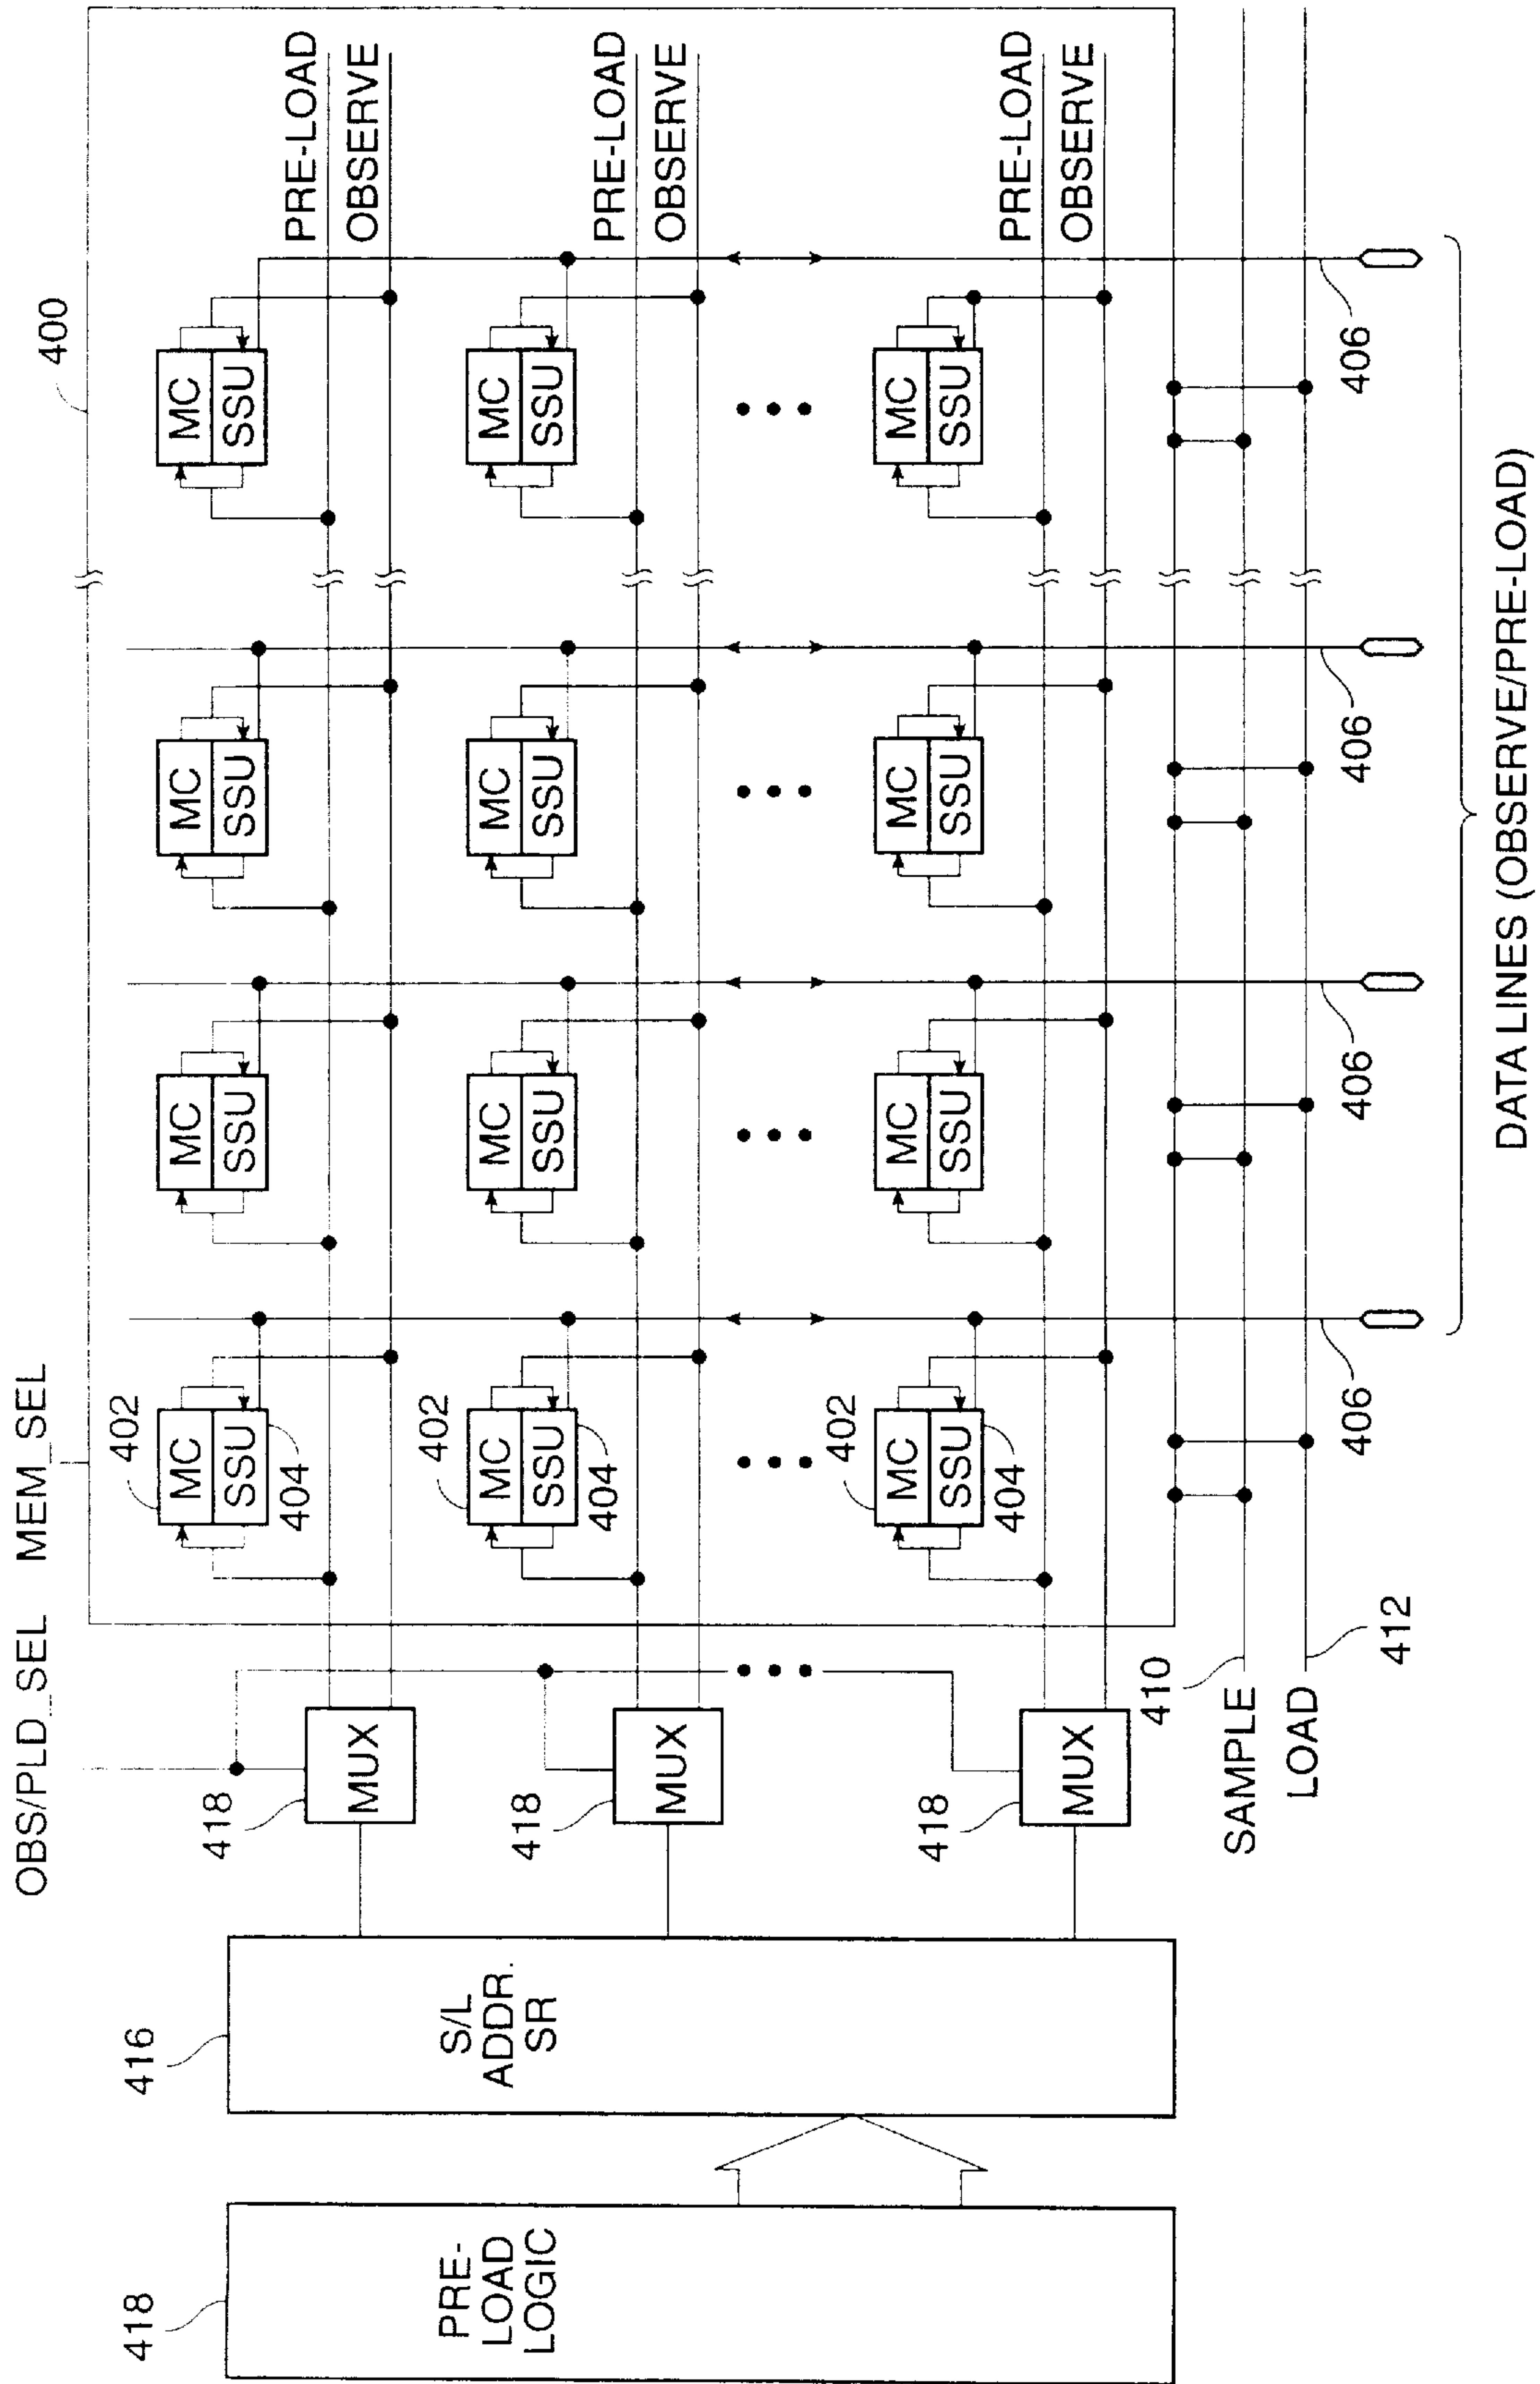 OBS/PLD_SEL MEM_SEL
400
418
PRE-
LOAD
LOGIC
416
S/L
ADDR.
SR
418
MUX
402
MC
SSU
404
MC
SSU
MC
SSU
MC
SSU
PRE-LOAD
OBSERVE
418
MUX
402
MC
SSU
404
MC
SSU
MC
SSU
MC
SSU
PRE-LOAD
OBSERVE
418
MUX
402
MC
SSU
404
MC
SSU
MC
SSU
MC
SSU
PRE-LOAD
OBSERVE
410
SAMPLE
LOAD
412
406
406
406
406
DATA LINES (OBSERVE/PRE-LOAD)